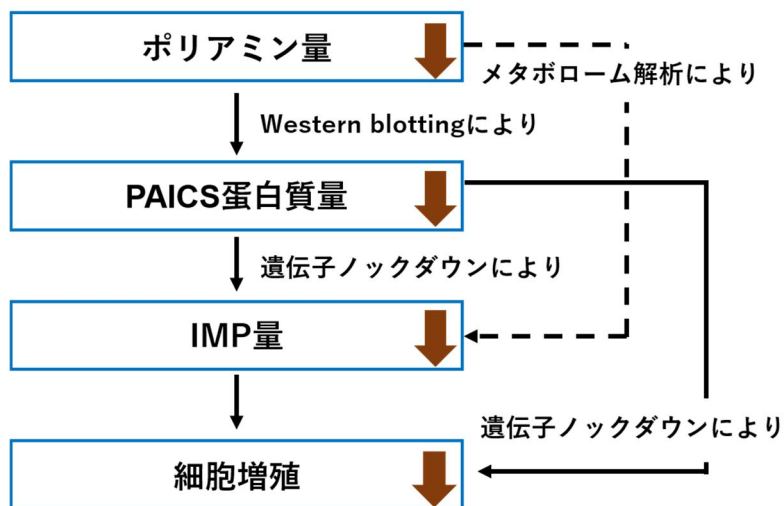 ポリアミン量
メタボローム解析により
Western blottingにより
PAICS蛋白質量
遺伝子ノックダウンにより
IMP量
遺伝子ノックダウンにより
細胞増殖